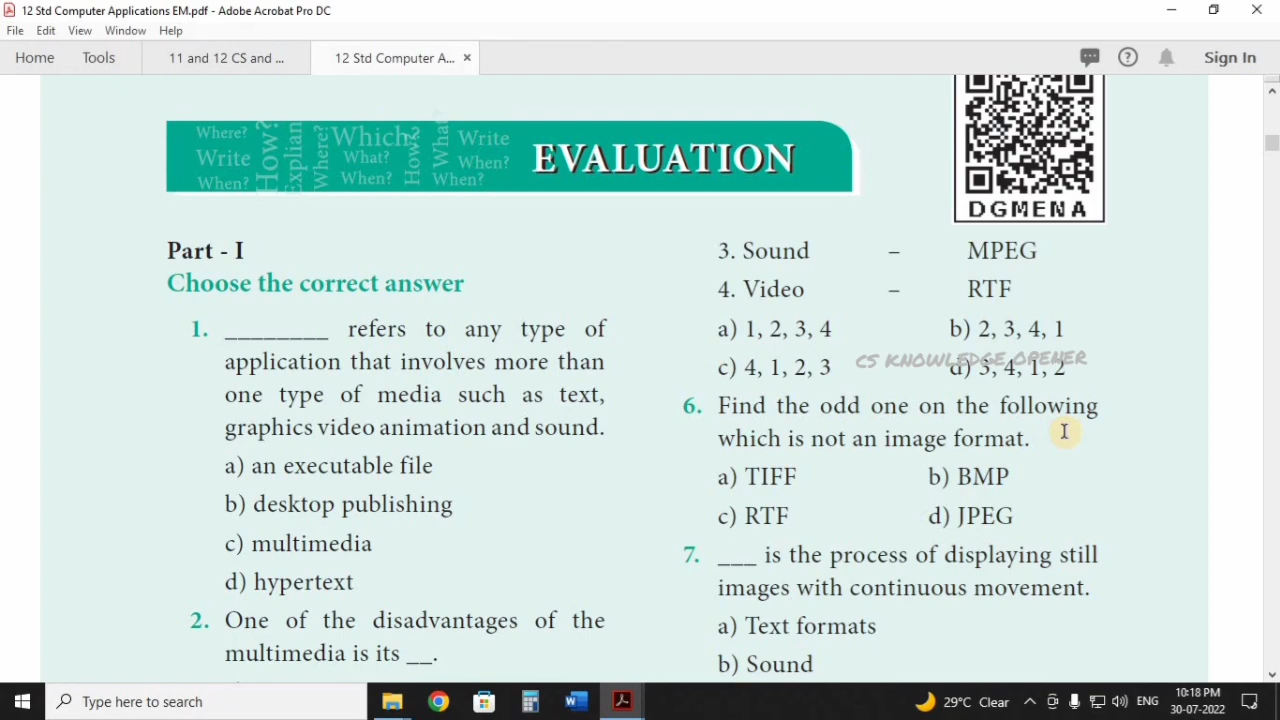 12 Std Computer Applications EM.pdf - Adobe Acrobat Pro DC
File Edit View Window Help
Home Tools 11 and 12 CS and ... 12 Std Computer A... × Sign In
Where? Write When? How? Explian Where? Which? What? When? How? What Write When? When?
EVALUATION
DGMENA
Part - I
Choose the correct answer
1. ________ refers to any type of
application that involves more than
one type of media such as text,
graphics video animation and sound.
a) an executable file
b) desktop publishing
c) multimedia
d) hypertext
2. One of the disadvantages of the
multimedia is its __.
3. Sound – MPEG
4. Video – RTF
a) 1, 2, 3, 4 b) 2, 3, 4, 1
c) 4, 1, 2, 3 d) 3, 4, 1, 2
CS KNOWLEDGE OPENER
6. Find the odd one on the following
which is not an image format.
a) TIFF b) BMP
c) RTF d) JPEG
7. ___ is the process of displaying still
images with continuous movement.
a) Text formats
b) Sound
Type here to search 29°C Clear ENG 10:18 PM
30-07-2022